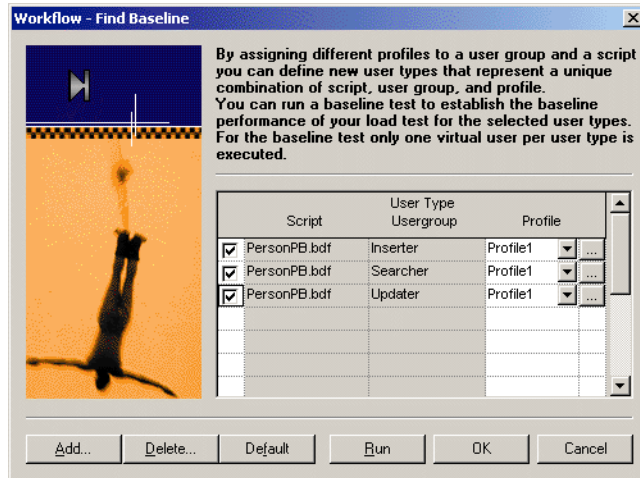 Workflow - Find Baseline
By assigning different profiles to a user group and a script
you can define new user types that represent a unique
combination of script, user group, and profile.
You can run a baseline test to establish the baseline
performance of your load test for the selected user types.
For the baseline test only one virtual user per user type is
executed.
User Type
Script Usergroup Profile
PersonPB.bdf Inserter Profile1 ...
PersonPB.bdf Searcher Profile1 ...
PersonPB.bdf Updater Profile1 ...
Add... Delete... Default Run OK Cancel